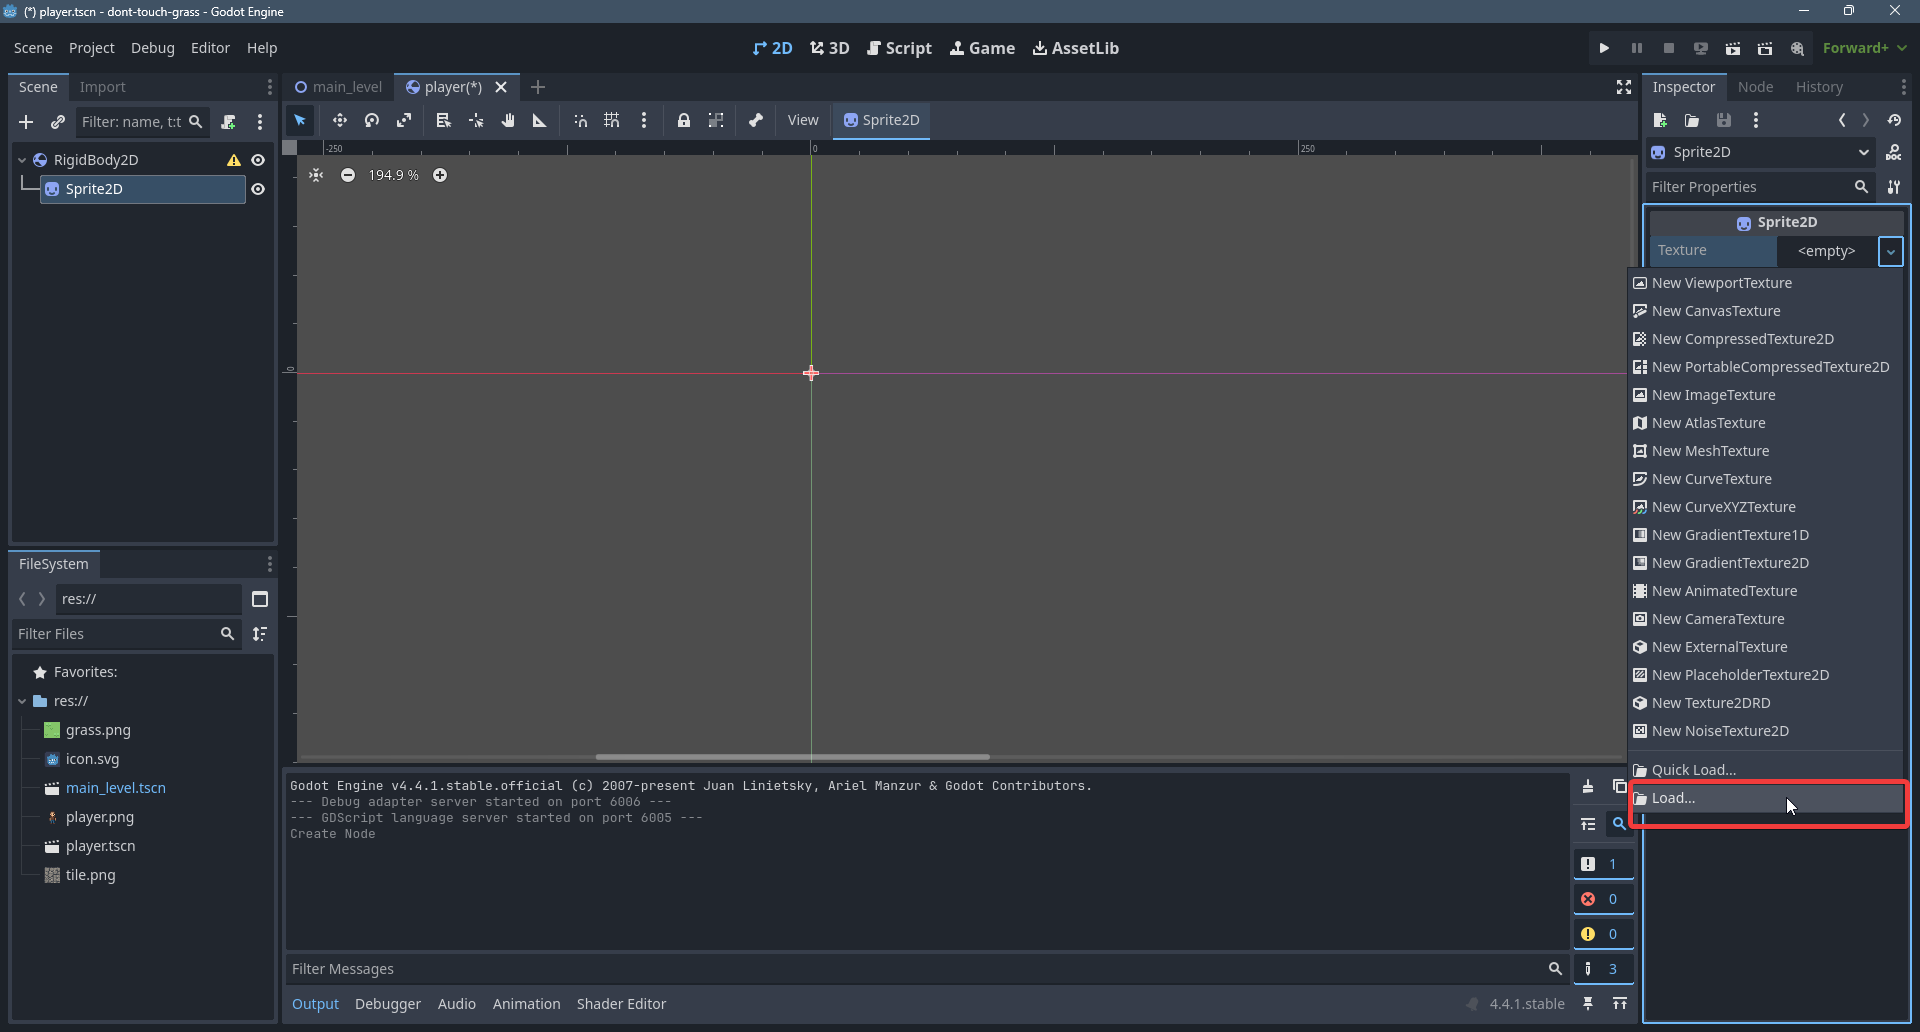 (*) player.tscn - dont-touch-grass - Godot Engine
Scene Project Debug Editor Help
2D 3D Script Game AssetLib
Forward+
Scene Import
Filter: name, t:t
RigidBody2D
Sprite2D
main_level player(*)
View Sprite2D
-250 0 250
194.9 %
0
Inspector Node History
Sprite2D
Filter Properties
Sprite2D
Texture <empty>
New ViewportTexture
New CanvasTexture
New CompressedTexture2D
New PortableCompressedTexture2D
New ImageTexture
New AtlasTexture
New MeshTexture
New CurveTexture
New CurveXYZTexture
New GradientTexture1D
New GradientTexture2D
New AnimatedTexture
New CameraTexture
New ExternalTexture
New PlaceholderTexture2D
New Texture2DRD
New NoiseTexture2D
Quick Load...
Load...
FileSystem
res://
Filter Files
Favorites:
res://
grass.png
icon.svg
main_level.tscn
player.png
player.tscn
tile.png
Godot Engine v4.4.1.stable.official (c) 2007-present Juan Linietsky, Ariel Manzur & Godot Contributors.
--- Debug adapter server started on port 6006 ---
--- GDScript language server started on port 6005 ---
Create Node
1
0
0
3
Filter Messages
Output Debugger Audio Animation Shader Editor
4.4.1.stable